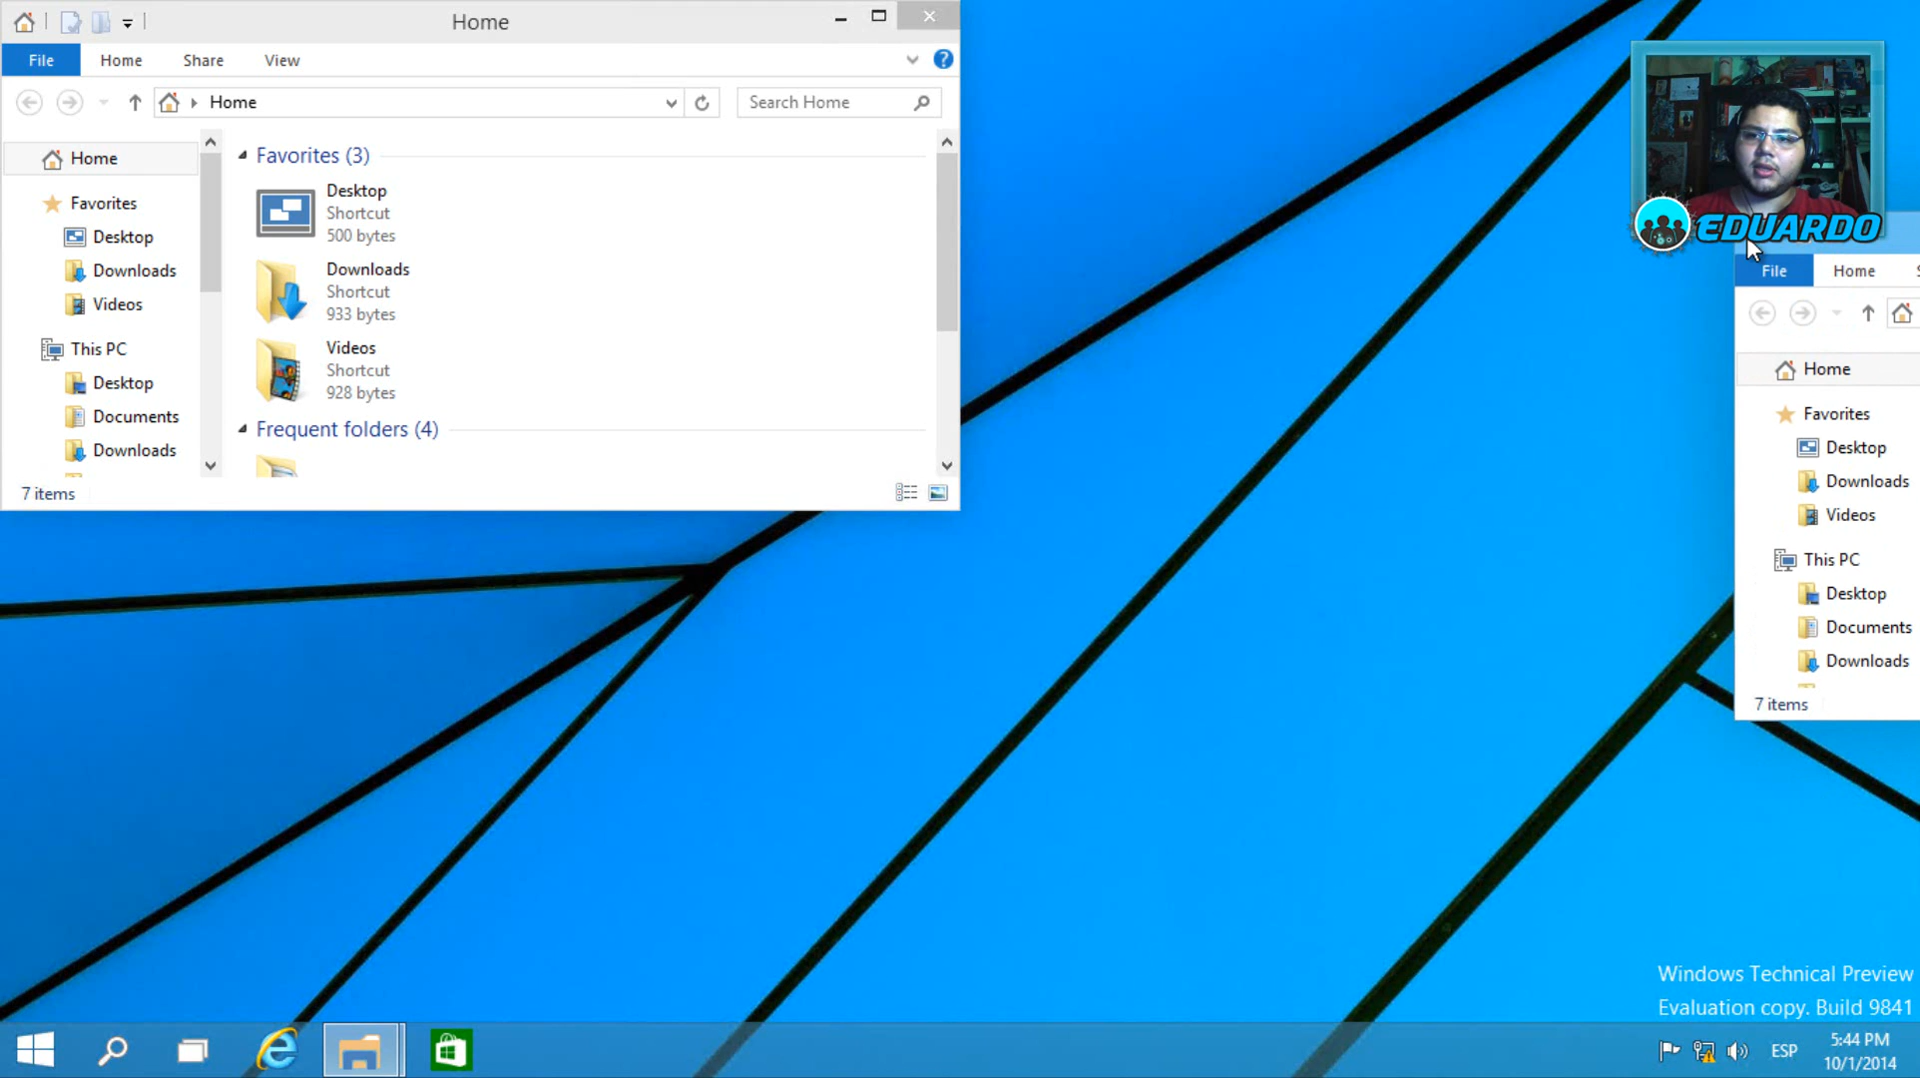 Home
File Home Share View
Home
Search Home
Home
Favorites
Desktop
Downloads
Videos
This PC
Desktop
Documents
Downloads
Favorites (3)
Desktop
Shortcut
500 bytes
Downloads
Shortcut
933 bytes
Videos
Shortcut
928 bytes
Frequent folders (4)
7 items
EDUARDO
File Home
Home
Favorites
Desktop
Downloads
Videos
This PC
Desktop
Documents
Downloads
7 items
Windows Technical Preview
Evaluation copy. Build 9841
ESP
5:44 PM
10/1/2014